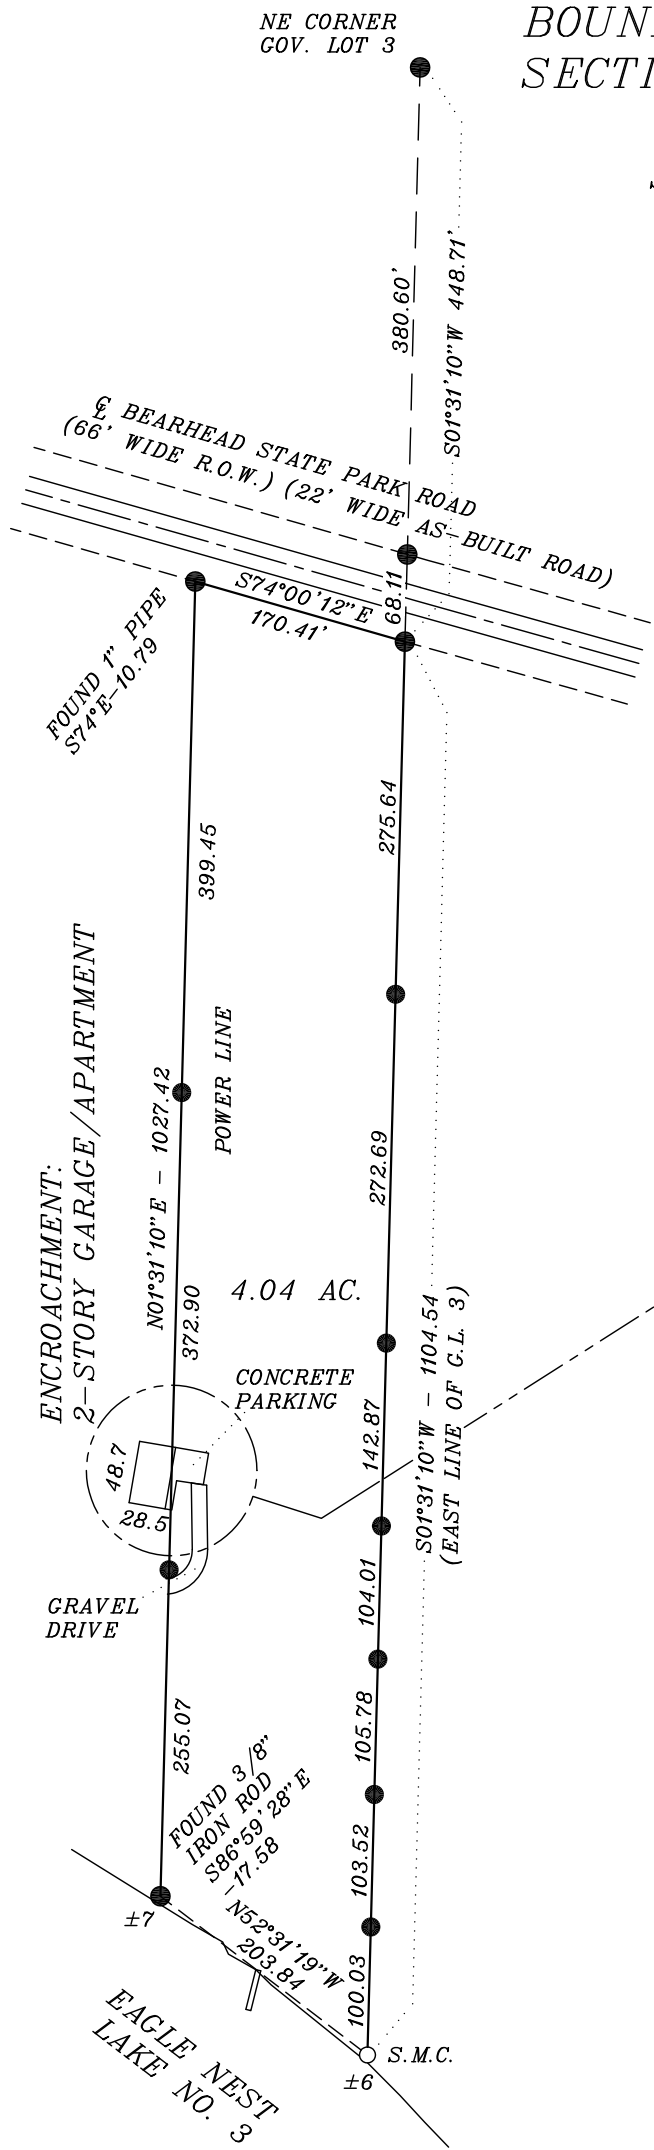 NE CORNER
GOV. LOT 3
380.60'
S01°31'10"W 448.71'
℄ BEARHEAD STATE PARK ROAD
(66' WIDE R.O.W.) (22' WIDE AS-BUILT ROAD)
68.11
S74°00'12"E
170.41'
FOUND 1" PIPE
S74°E-10.79
275.64
399.45
ENCROACHMENT:
2-STORY GARAGE/APARTMENT
POWER LINE
N01°31'10"E - 1027.42
272.69
4.04 AC.
372.90
S01°31'10"W - 1104.54
(EAST LINE OF G.L. 3)
CONCRETE
PARKING
142.87
48.7
28.5
104.01
GRAVEL
DRIVE
105.78
255.07
FOUND 3/8"
IRON ROD
S86°59'28"E
-17.58
103.52
N52°31'19"W
203.84
±7
100.03
S.M.C.
±6
EAGLE NEST
LAKE NO. 3